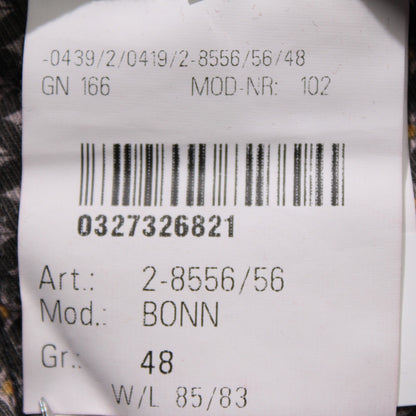 -0439/2/0419/2-8556/56/48
GN 166 MOD-NR: 102
0327326821
Art.: 2-8556/56
Mod.: BONN
Gr.: 48
W/L 85/83